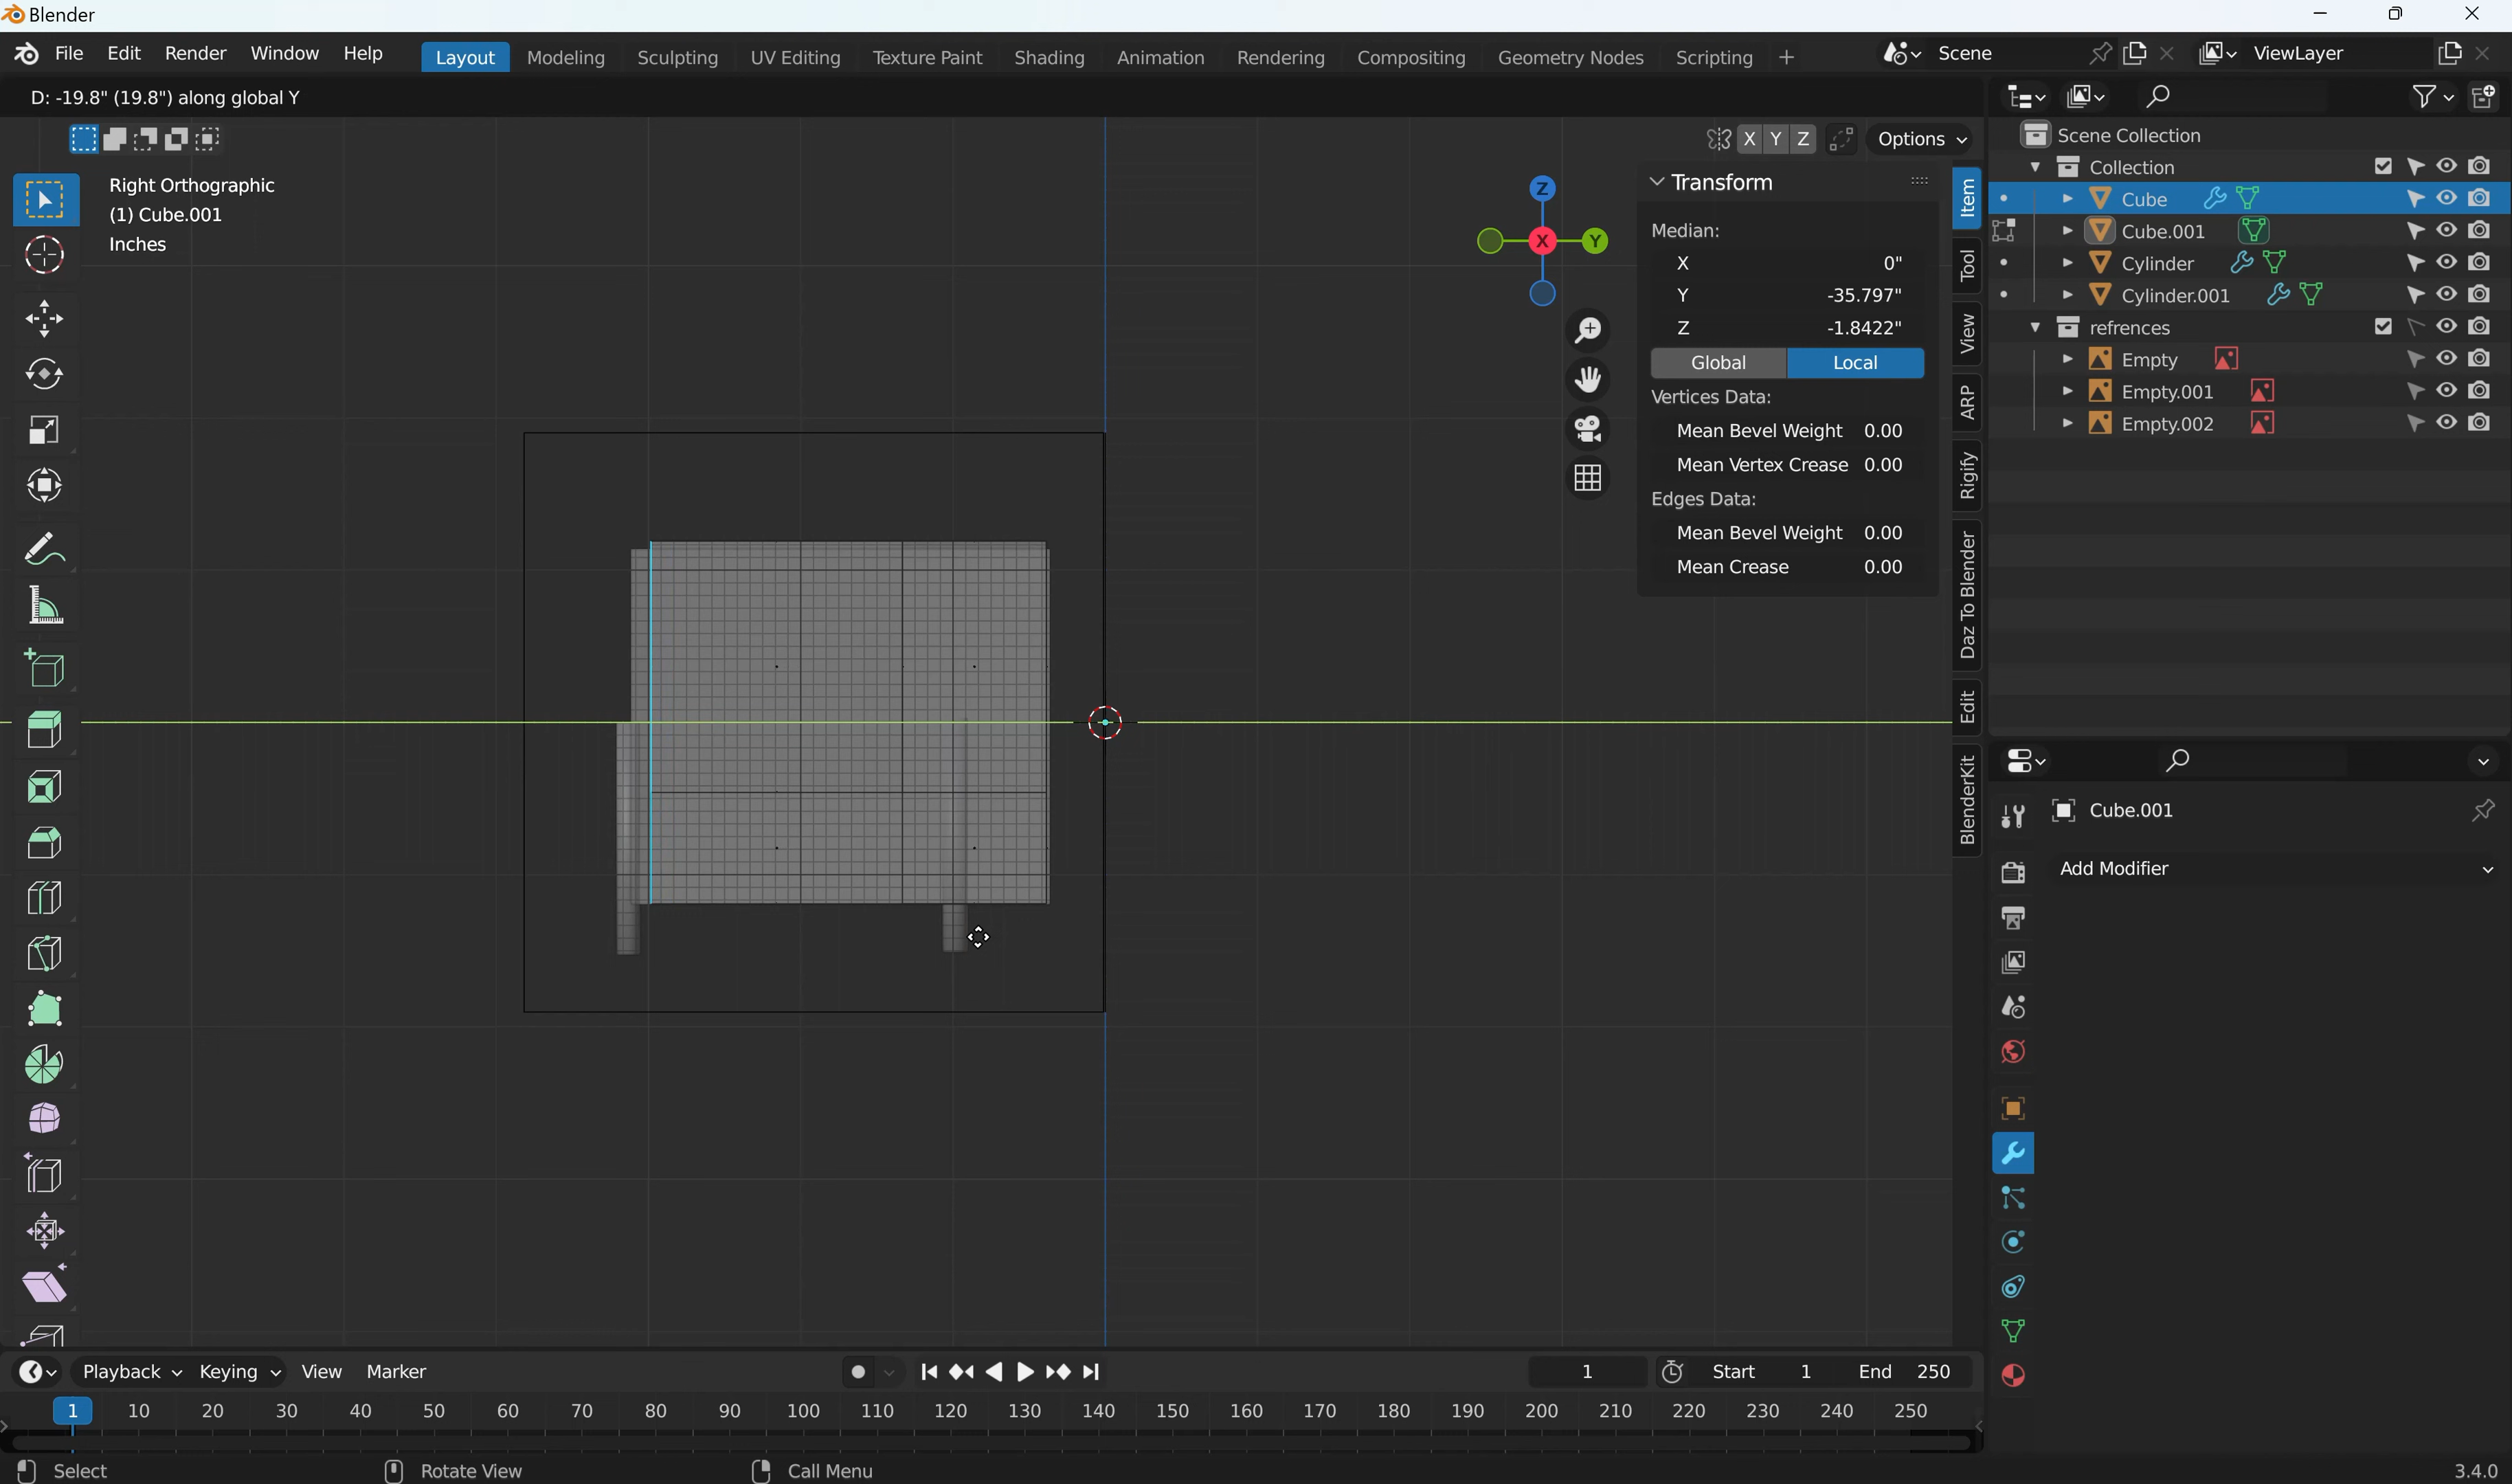 Blender
File Edit Render Window Help Layout Modeling Sculpting UV Editing Texture Paint Shading Animation Rendering Compositing Geometry Nodes Scripting + Scene ViewLayer
D: -19.8" (19.8") along global Y
X Y Z Options
Right Orthographic
(1) Cube.001
Inches
Z
X
Y
Transform
Median:
X 0"
Y -35.797"
Z -1.8422"
Global Local
Vertices Data:
Mean Bevel Weight 0.00
Mean Vertex Crease 0.00
Edges Data:
Mean Bevel Weight 0.00
Mean Crease 0.00
Item
Tool
View
ARP
Rigify
Daz To Blender
Edit
BlenderKit
Scene Collection
Collection
Cube
Cube.001
Cylinder
Cylinder.001
refrences
Empty
Empty.001
Empty.002
Cube.001
Add Modifier
Playback Keying View Marker 1 Start 1 End 250
1 10 20 30 40 50 60 70 80 90 100 110 120 130 140 150 160 170 180 190 200 210 220 230 240 250
Select Rotate View Call Menu 3.4.0